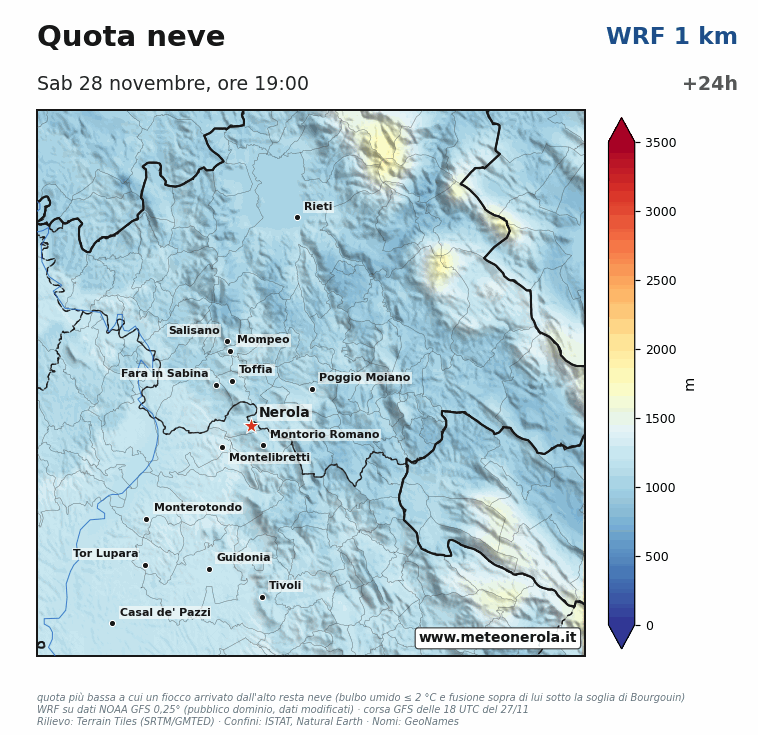 Quota neve
WRF 1 km
Sab 28 novembre, ore 19:00
+24h
Rieti
Salisano
Mompeo
Fara in Sabina
Toffia
Poggio Moiano
Nerola
Montorio Romano
Montelibretti
Monterotondo
Tor Lupara
Guidonia
Tivoli
Casal de' Pazzi
www.meteonerola.it
3500
3000
2500
2000
1500
1000
500
0
m
quota più bassa a cui un fiocco arrivato dall'alto resta neve (bulbo umido ≤ 2 °C e fusione sopra di lui sotto la soglia di Bourgouin)
WRF su dati NOAA GFS 0,25° (pubblico dominio, dati modificati) · corsa GFS delle 18 UTC del 27/11
Rilievo: Terrain Tiles (SRTM/GMTED) · Confini: ISTAT, Natural Earth · Nomi: GeoNames